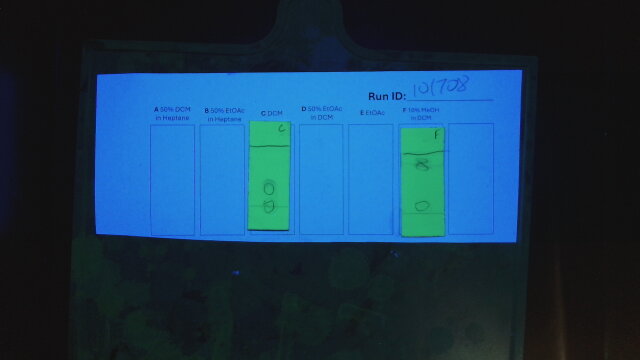 Run ID: 101708
A 50% DCM in Heptane
B 50% EtOAc in Heptane
C DCM
D 50% EtOAc in DCM
E EtOAc
F 10% MeOH in DCM
C
F